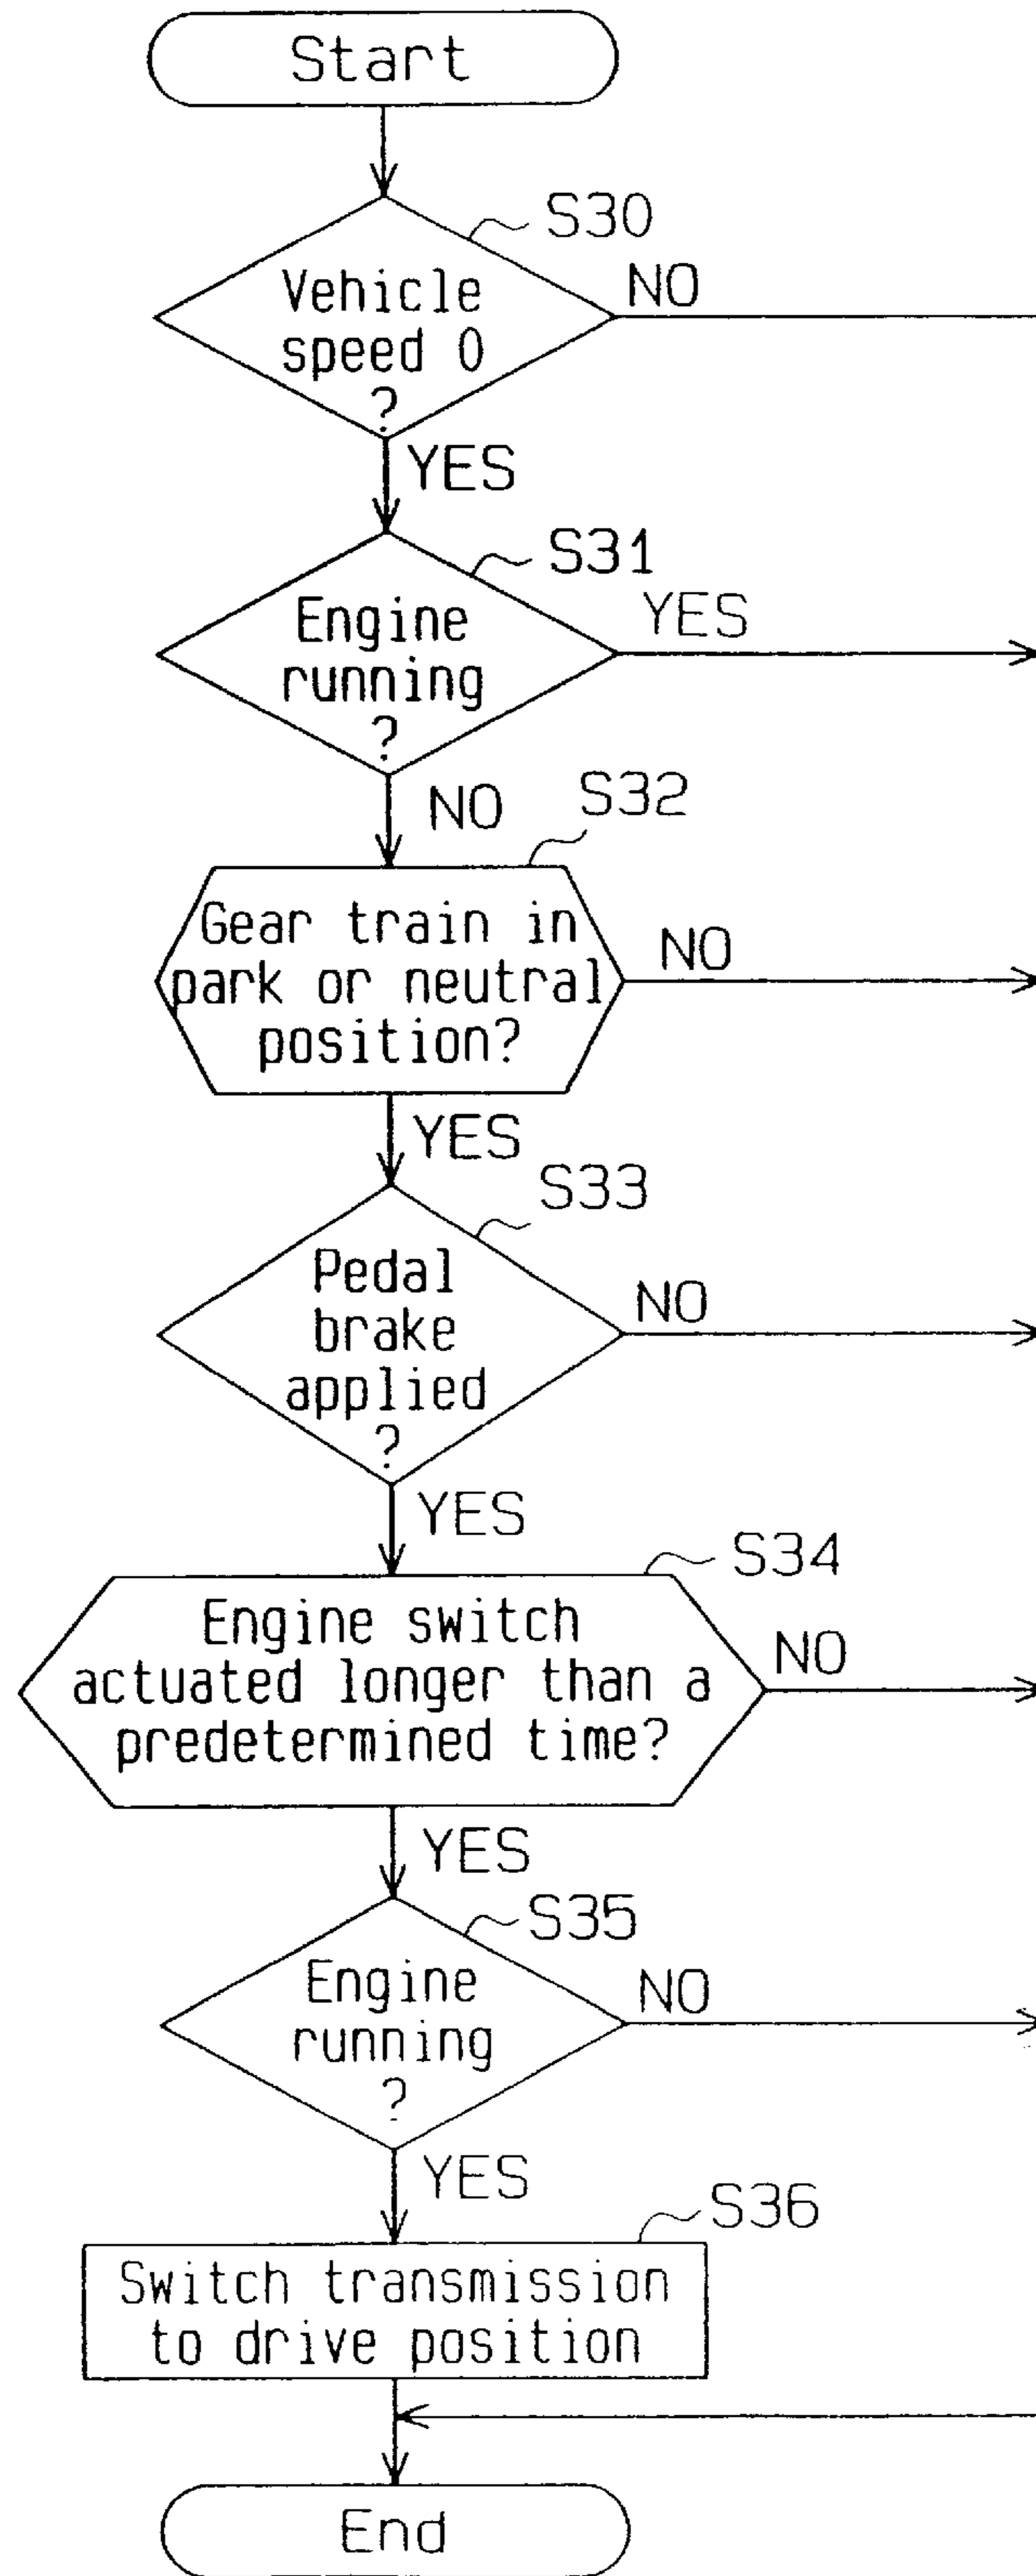 Start
S30
Vehicle
speed 0
?
NO
YES
S31
Engine
running
?
YES
NO
S32
Gear train in
park or neutral
position?
NO
YES
S33
Pedal
brake
applied
?
NO
YES
S34
Engine switch
actuated longer than a
predetermined time?
NO
YES
S35
Engine
running
?
NO
YES
S36
Switch transmission
to drive position
End